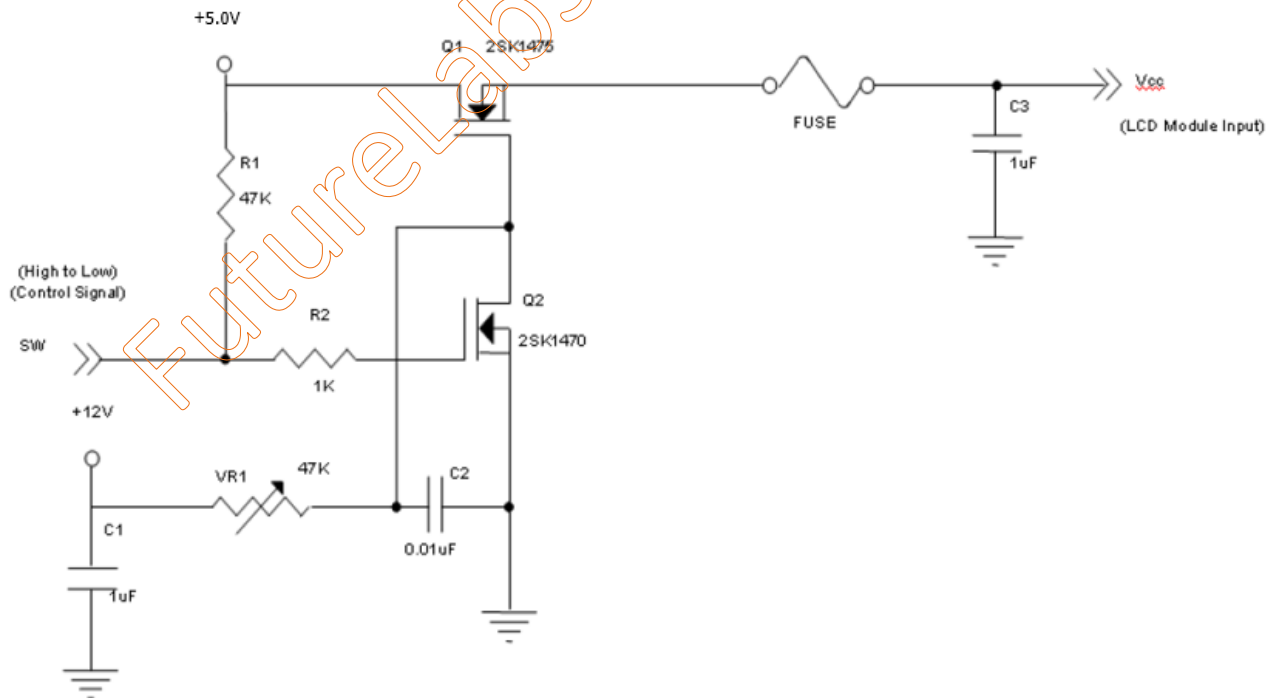 +5.0V
Q1 2SK1475
FUSE
C3
1uF
Vcc
(LCD Module Input)
R1
47K
(High to Low)
(Control Signal)
SW
R2
1K
Q2
2SK1470
+12V
VR1
47K
C2
0.01uF
C1
1uF
FutureLabs